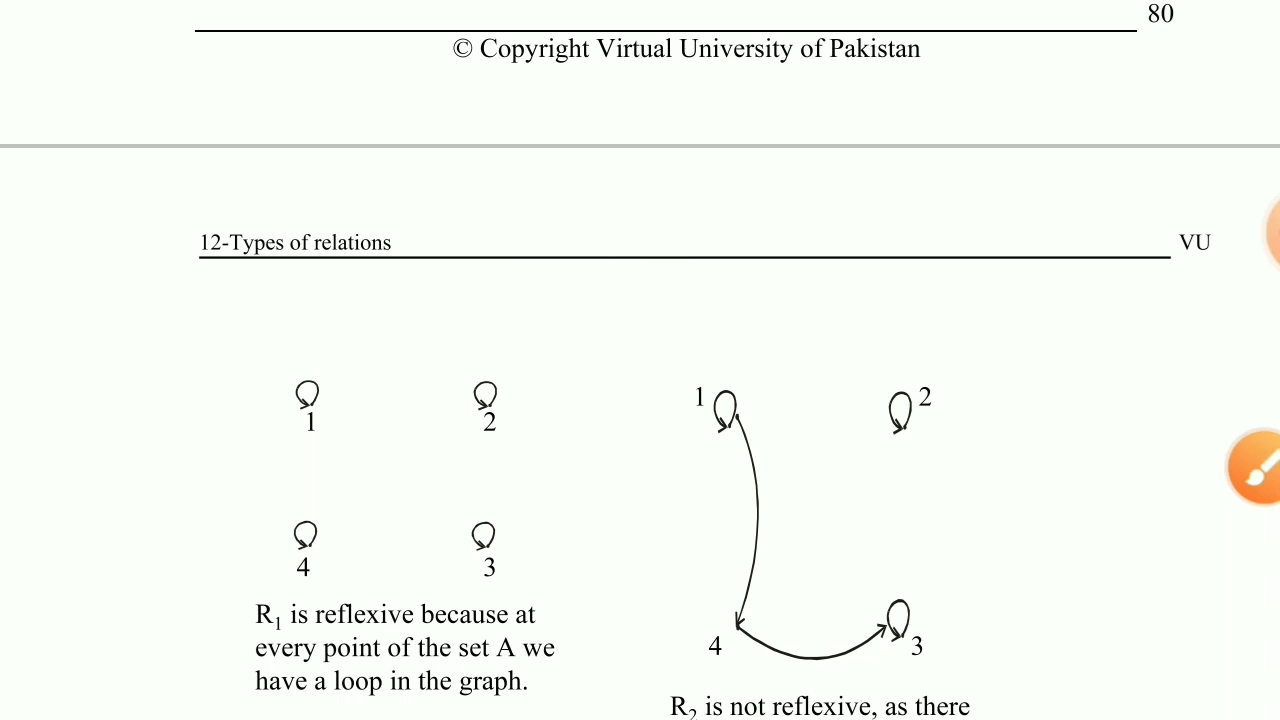 80
© Copyright Virtual University of Pakistan
12-Types of relations VU
1 2
4 3
R1 is reflexive because at
every point of the set A we
have a loop in the graph.
1 2
4 3
R2 is not reflexive, as there